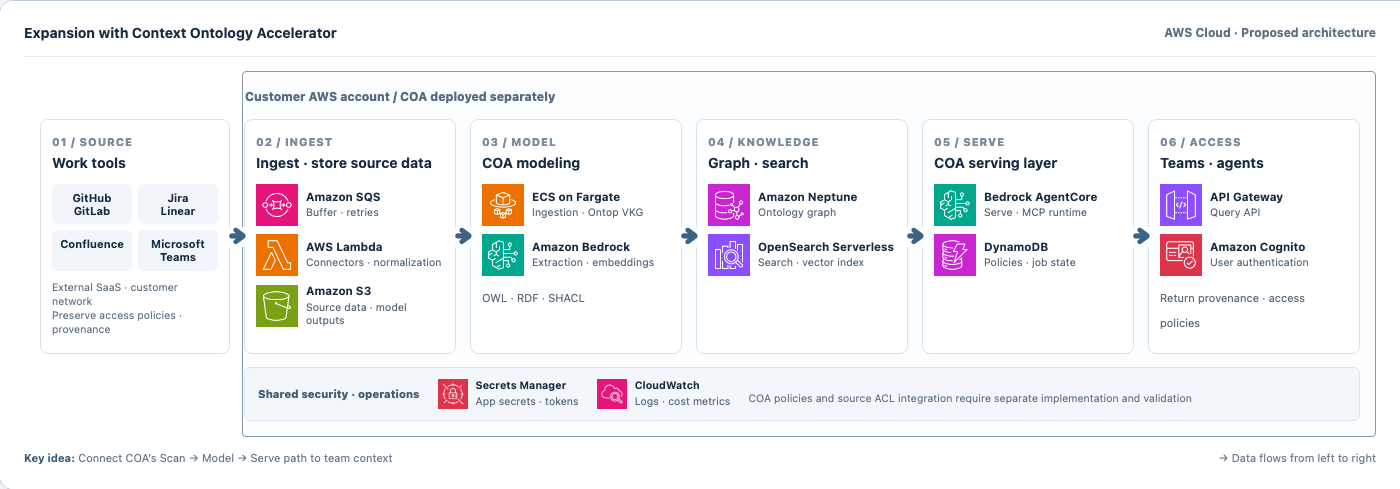 Expansion with Context Ontology Accelerator
AWS Cloud · Proposed architecture
Customer AWS account / COA deployed separately
01 / SOURCE
Work tools
GitHub
GitLab
Jira
Linear
Confluence
Microsoft
Teams
External SaaS · customer
network
Preserve access policies ·
provenance
02 / INGEST
Ingest · store source data
Amazon SQS
Buffer · retries
AWS Lambda
Connectors · normalization
Amazon S3
Source data · model
outputs
03 / MODEL
COA modeling
ECS on Fargate
Ingestion · Ontop VKG
Amazon Bedrock
Extraction · embeddings
OWL · RDF · SHACL
04 / KNOWLEDGE
Graph · search
Amazon Neptune
Ontology graph
OpenSearch Serverless
Search · vector index
05 / SERVE
COA serving layer
Bedrock AgentCore
Serve · MCP runtime
DynamoDB
Policies · job state
06 / ACCESS
Teams · agents
API Gateway
Query API
Amazon Cognito
User authentication
Return provenance · access
policies
Shared security · operations
Secrets Manager
App secrets · tokens
CloudWatch
Logs · cost metrics
COA policies and source ACL integration require separate implementation and validation
Key idea: Connect COA's Scan → Model → Serve path to team context
→ Data flows from left to right